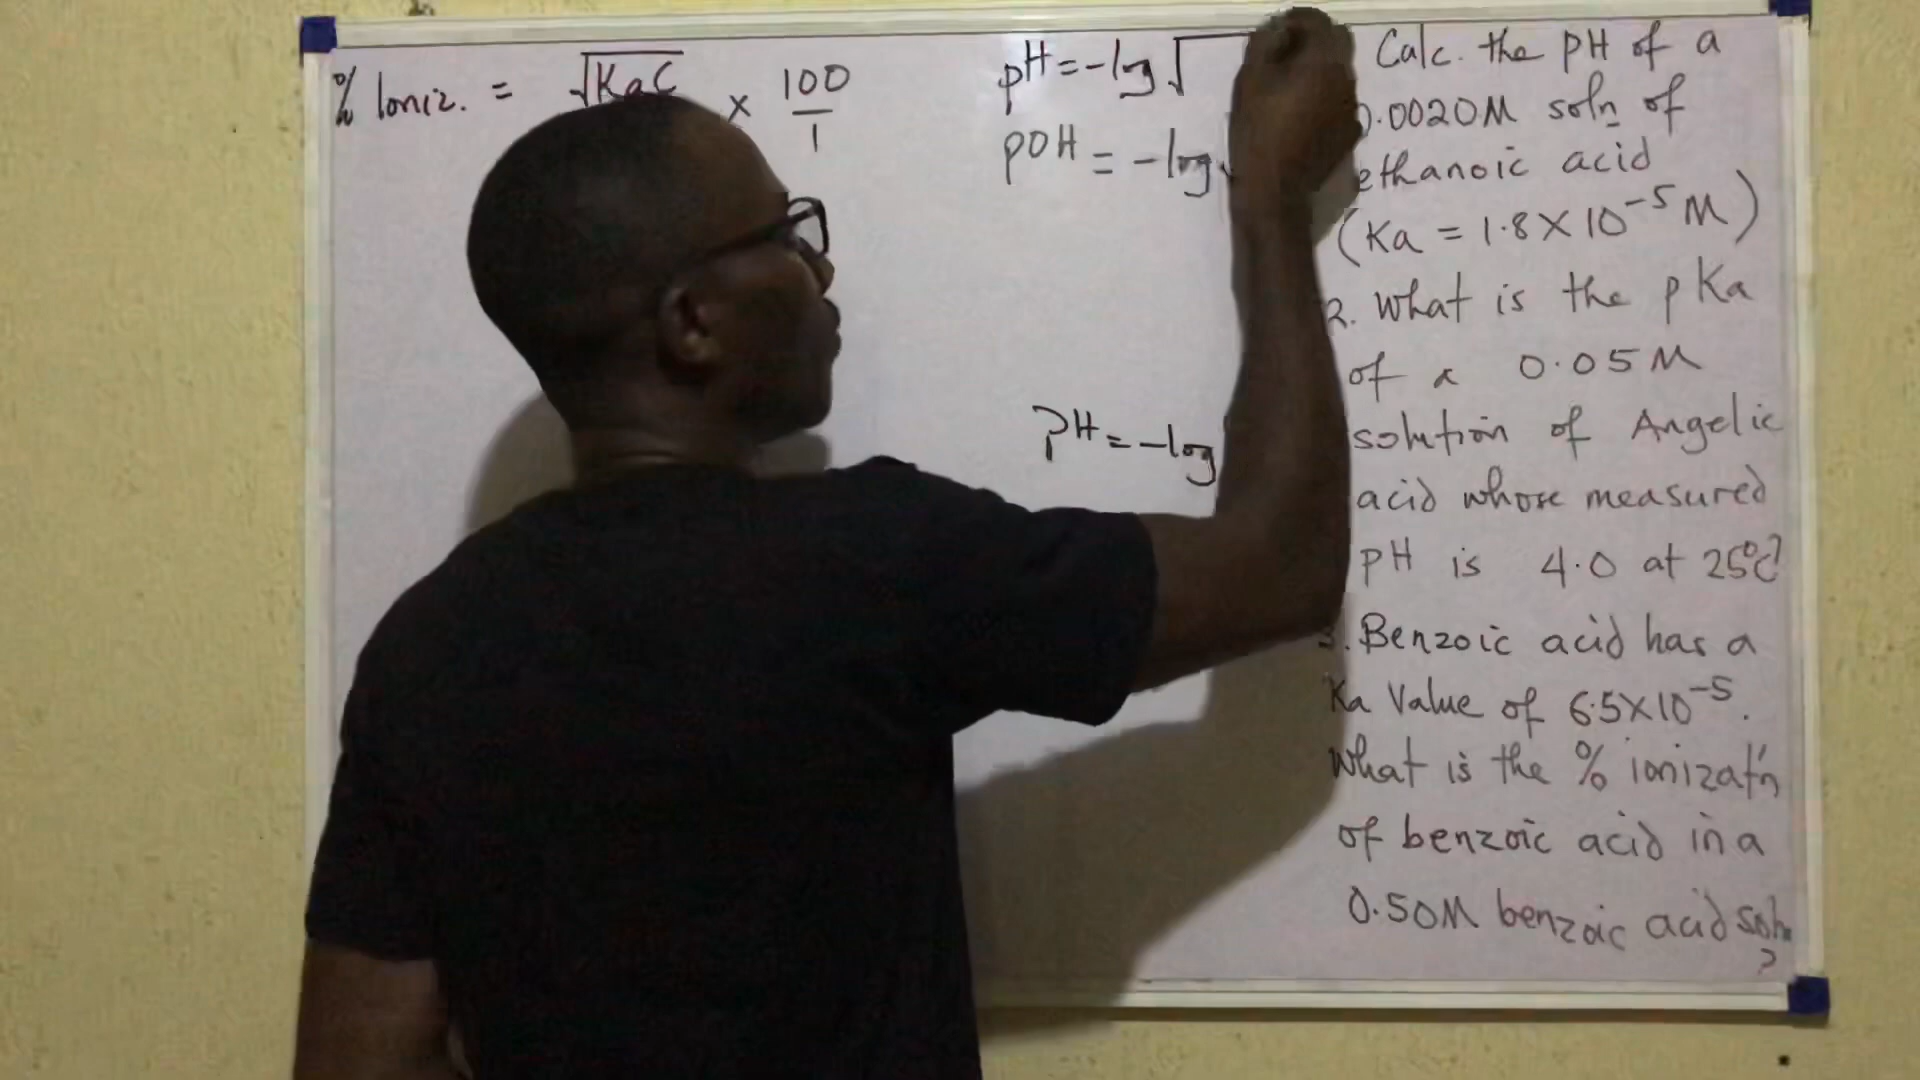 % Ioniz. = √KaC × 100
1
pH = -log√
pOH = -log√
pH = -log
Calc. the pH of a
0.0020M soln of
ethanoic acid
(Ka = 1.8 × 10⁻⁵ M)
2. What is the pKa
of a 0.05M
solution of Angelic
acid whose measured
pH is 4.0 at 25°C?
3. Benzoic acid has a
Ka Value of 6.5×10⁻⁵.
What is the % ionizat'n
of benzoic acid in a
0.50M benzoic acid soln
?